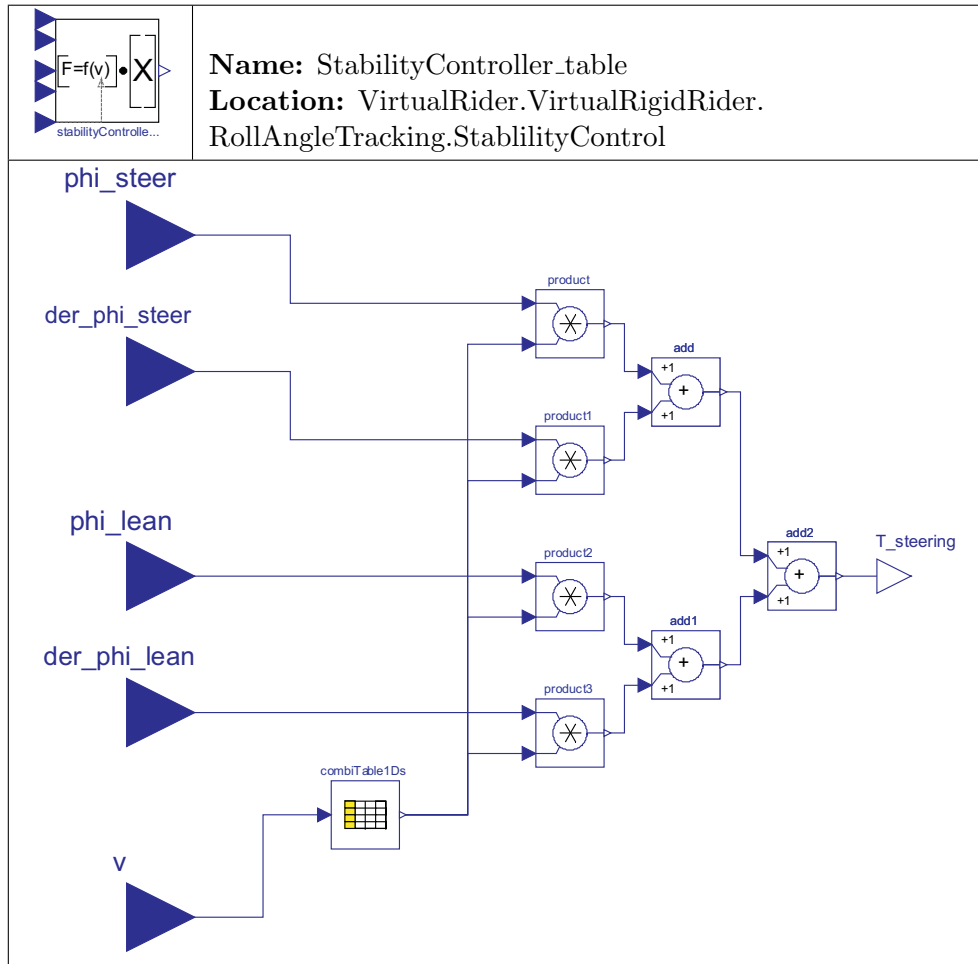 F=f(v)
X
stabilityControlle...
Name: StabilityController_table
Location: VirtualRider.VirtualRigidRider.
RollAngleTracking.StablilityControl
phi_steer
der_phi_steer
phi_lean
der_phi_lean
v
combiTable1Ds
product
product1
product2
product3
add
+1
+
+1
add1
+1
+
+1
add2
+1
+
+1
T_steering